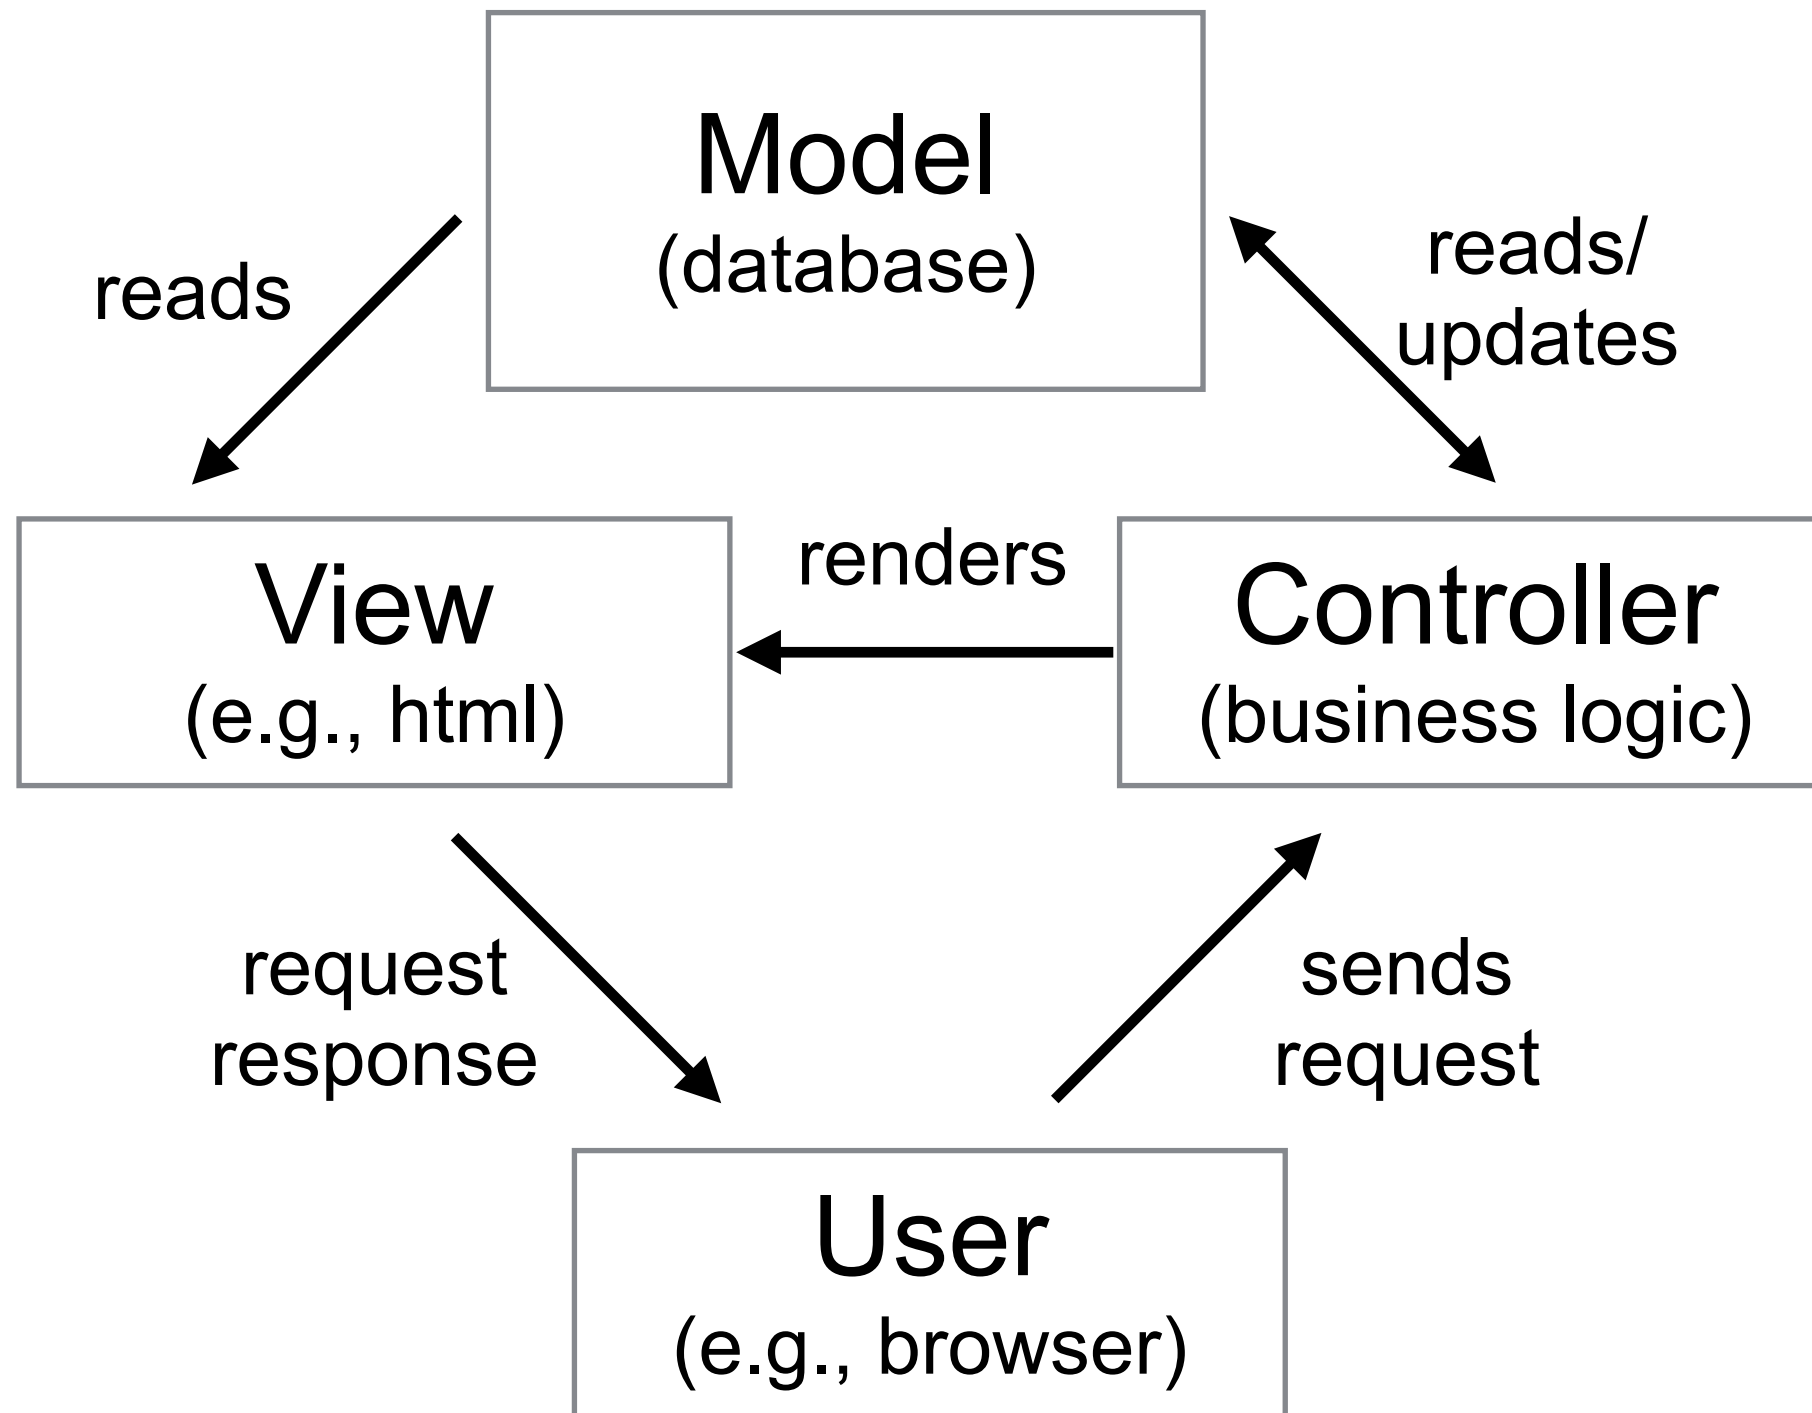 Model
(database)
reads
reads/
updates
renders
View
(e.g., html)
Controller
(business logic)
request
response
sends
request
User
(e.g., browser)